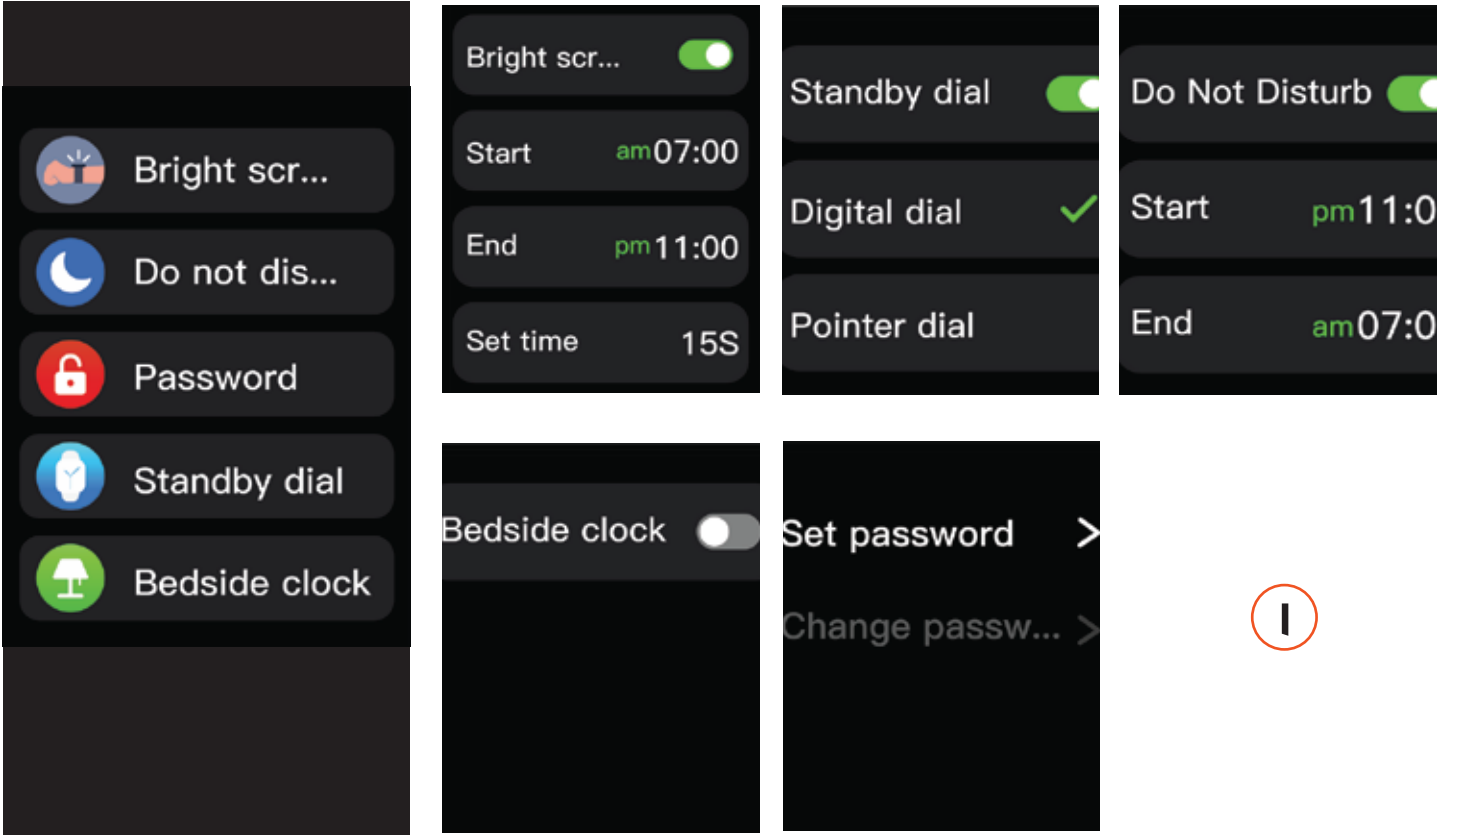 Bright scr...
Do not dis...
Password
Standby dial
Bedside clock
Bright scr...
Start am07:00
End pm11:00
Set time 15S
Standby dial
Digital dial
Pointer dial
Do Not Disturb
Start pm11:0
End am07:0
Bedside clock
Set password >
Change passw... >